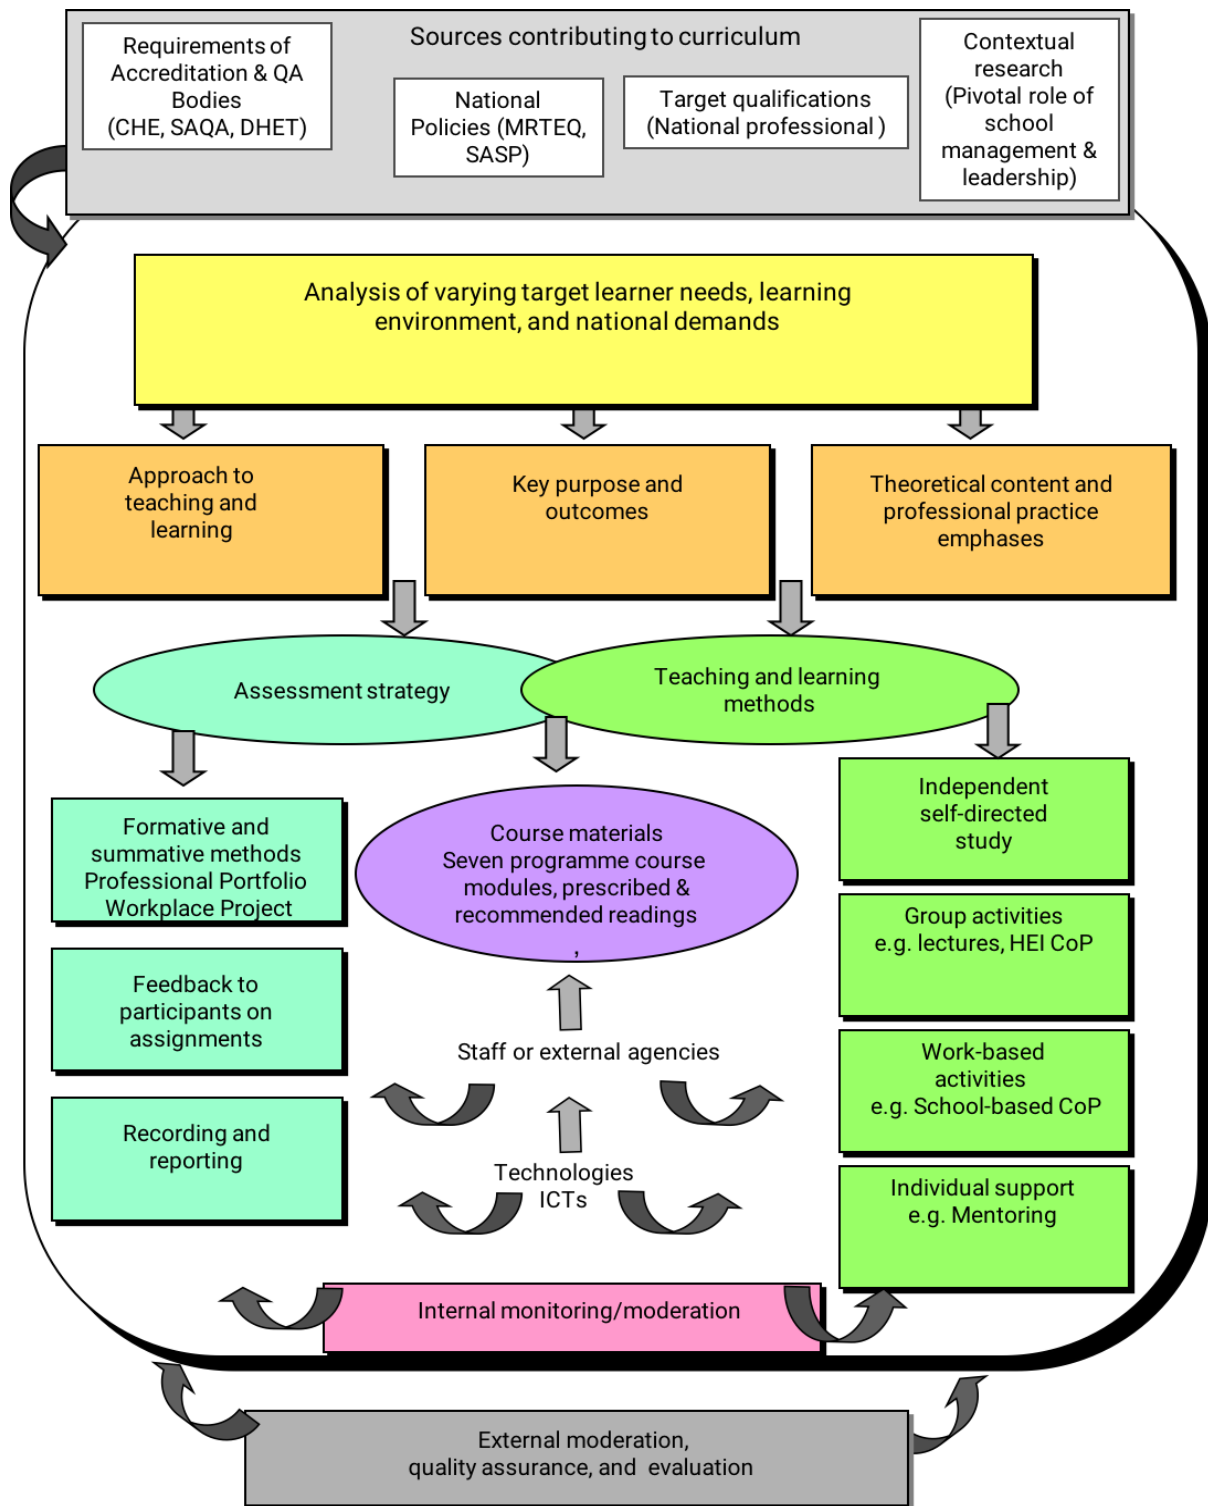 Sources contributing to curriculum
Requirements of
Accreditation & QA
Bodies
(CHE, SAQA, DHET)
National
Policies (MRTEQ,
SASP)
Target qualifications
(National professional )
Contextual
research
(Pivotal role of
school
management &
leadership)
Analysis of varying target learner needs, learning
environment, and national demands
Approach to
teaching and
learning
Key purpose and
outcomes
Theoretical content and
professional practice
emphases
Assessment strategy
Teaching and learning
methods
Formative and
summative methods
Professional Portfolio
Workplace Project
Feedback to
participants on
assignments
Recording and
reporting
Course materials
Seven programme course
modules, prescribed &
recommended readings
,
Staff or external agencies
Technologies
ICTs
Independent
self-directed
study
Group activities
e.g. lectures, HEI CoP
Work-based
activities
e.g. School-based CoP
Individual support
e.g. Mentoring
Internal monitoring/moderation
External moderation,
quality assurance, and  evaluation